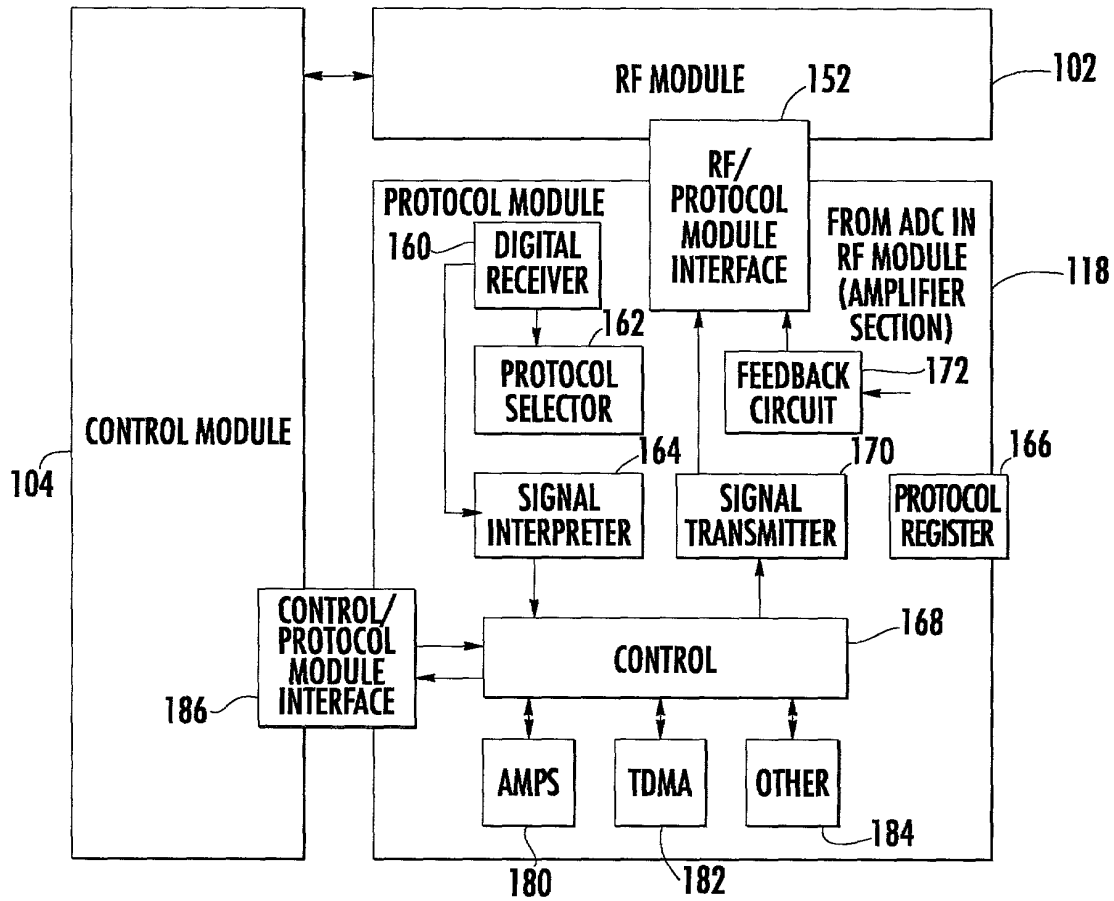 RF MODULE
102
152
RF/
PROTOCOL
MODULE
INTERFACE
PROTOCOL MODULE
160
DIGITAL
RECEIVER
FROM ADC IN
RF MODULE
(AMPLIFIER
SECTION)
118
162
PROTOCOL
SELECTOR
FEEDBACK
CIRCUIT
172
CONTROL MODULE
104
164
SIGNAL
INTERPRETER
170
SIGNAL
TRANSMITTER
166
PROTOCOL
REGISTER
CONTROL/
PROTOCOL
MODULE
INTERFACE
186
CONTROL
168
AMPS
TDMA
OTHER
180
182
184